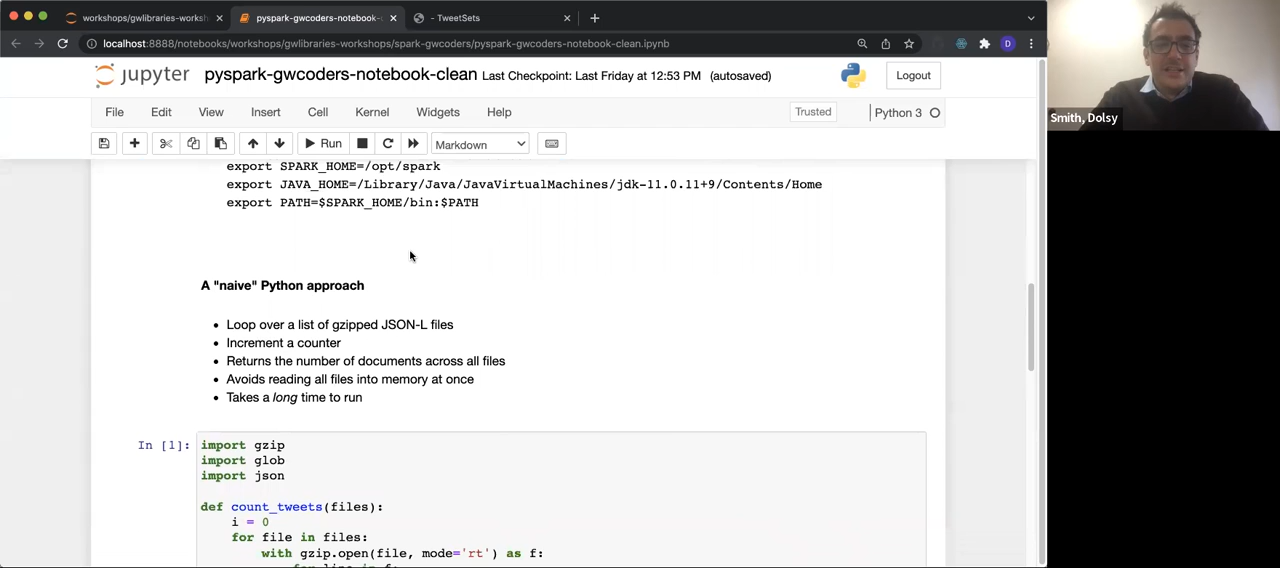 workshops/gwlibraries-works
pyspark-gwcoders-notebook-
- TweetSets
localhost:8888/notebooks/workshops/gwlibraries-workshops/spark-gwcoders/pyspark-gwcoders-notebook-clean.ipynb
D
jupyter pyspark-gwcoders-notebook-clean Last Checkpoint: Last Friday at 12:53 PM (autosaved)
Logout
File Edit View Insert Cell Kernel Widgets Help
Trusted
Python 3
Run
Markdown
export SPARK_HOME=/opt/spark
export JAVA_HOME=/Library/Java/JavaVirtualMachines/jdk-11.0.11+9/Contents/Home
export PATH=$SPARK_HOME/bin:$PATH
A "naive" Python approach
• Loop over a list of gzipped JSON-L files
• Increment a counter
• Returns the number of documents across all files
• Avoids reading all files into memory at once
• Takes a long time to run
In [1]:
import gzip
import glob
import json
def count_tweets(files):
i = 0
for file in files:
with gzip.open(file, mode='rt') as f:
for line in f:
Smith, Dolsy